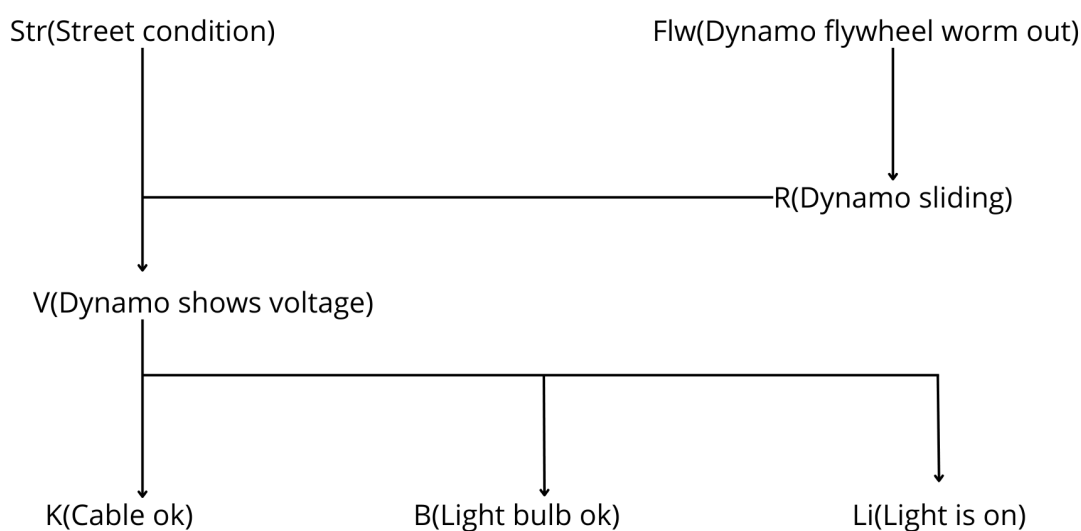 Str(Street condition)
Flw(Dynamo flywheel worm out)
R(Dynamo sliding)
V(Dynamo shows voltage)
K(Cable ok)
B(Light bulb ok)
Li(Light is on)